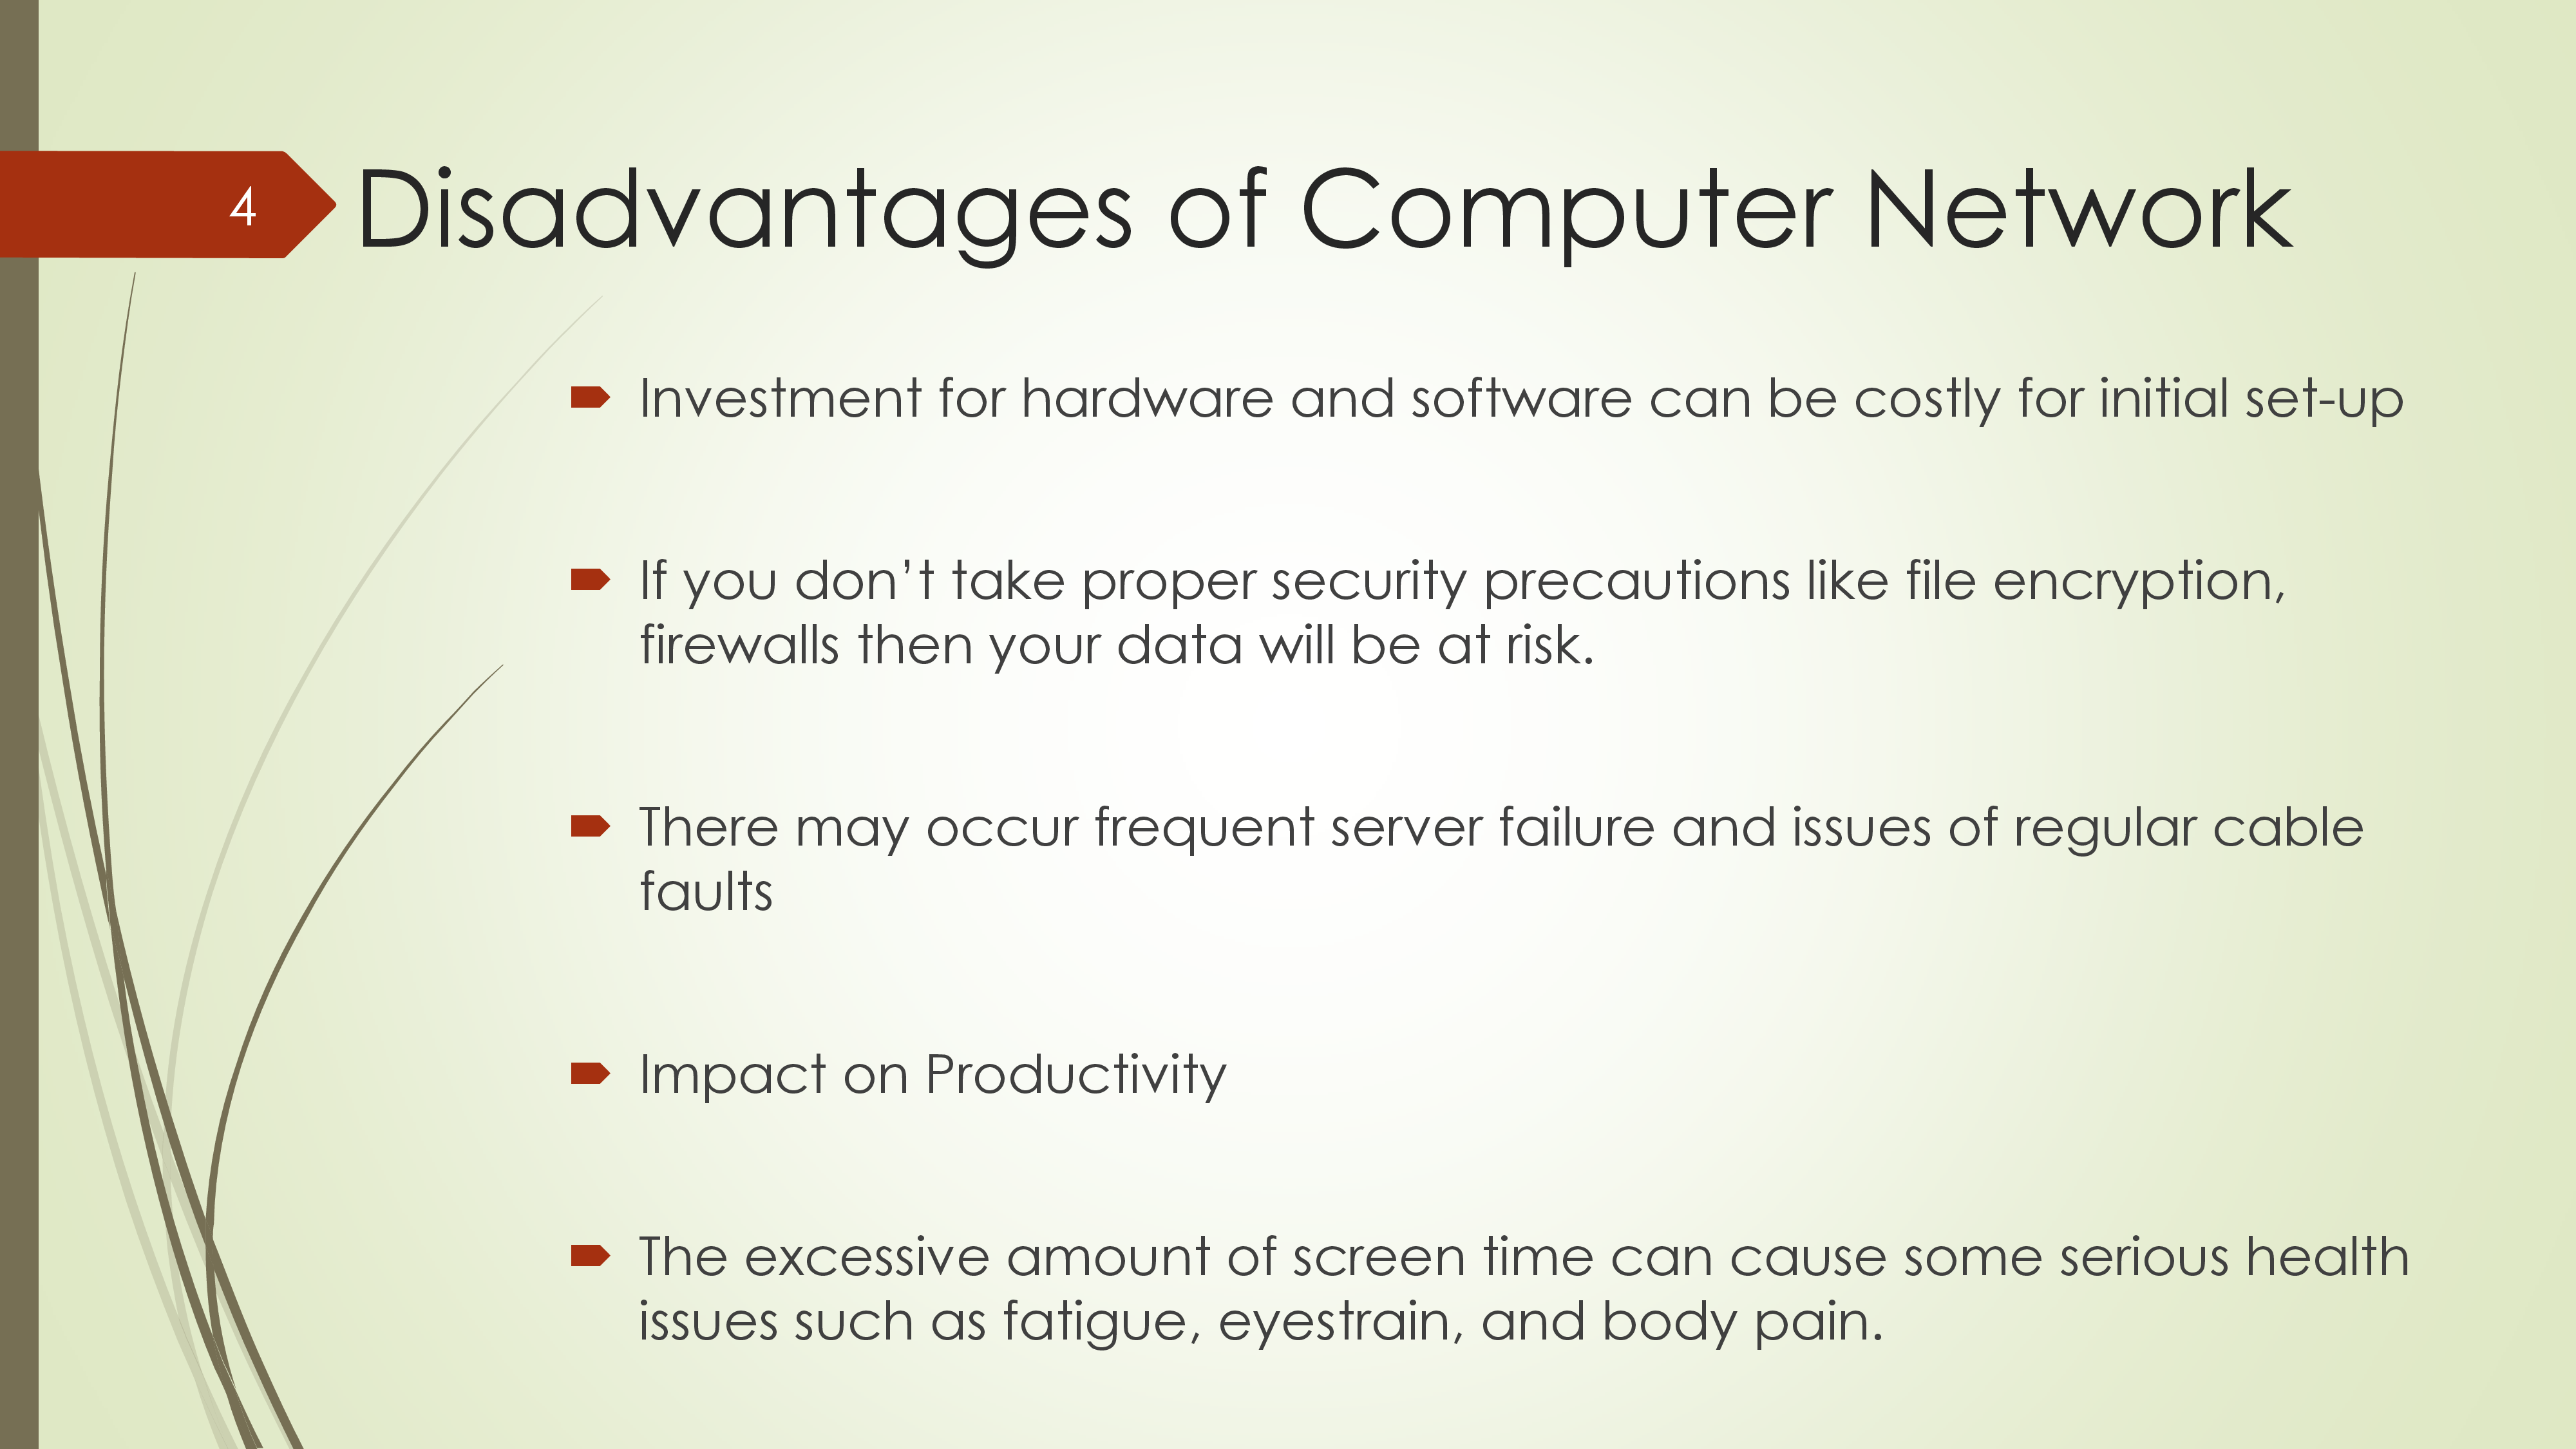 4
Disadvantages of Computer Network
Investment for hardware and software can be costly for initial set-up
If you don’t take proper security precautions like file encryption,
firewalls then your data will be at risk.
There may occur frequent server failure and issues of regular cable
faults
Impact on Productivity
The excessive amount of screen time can cause some serious health
issues such as fatigue, eyestrain, and body pain.